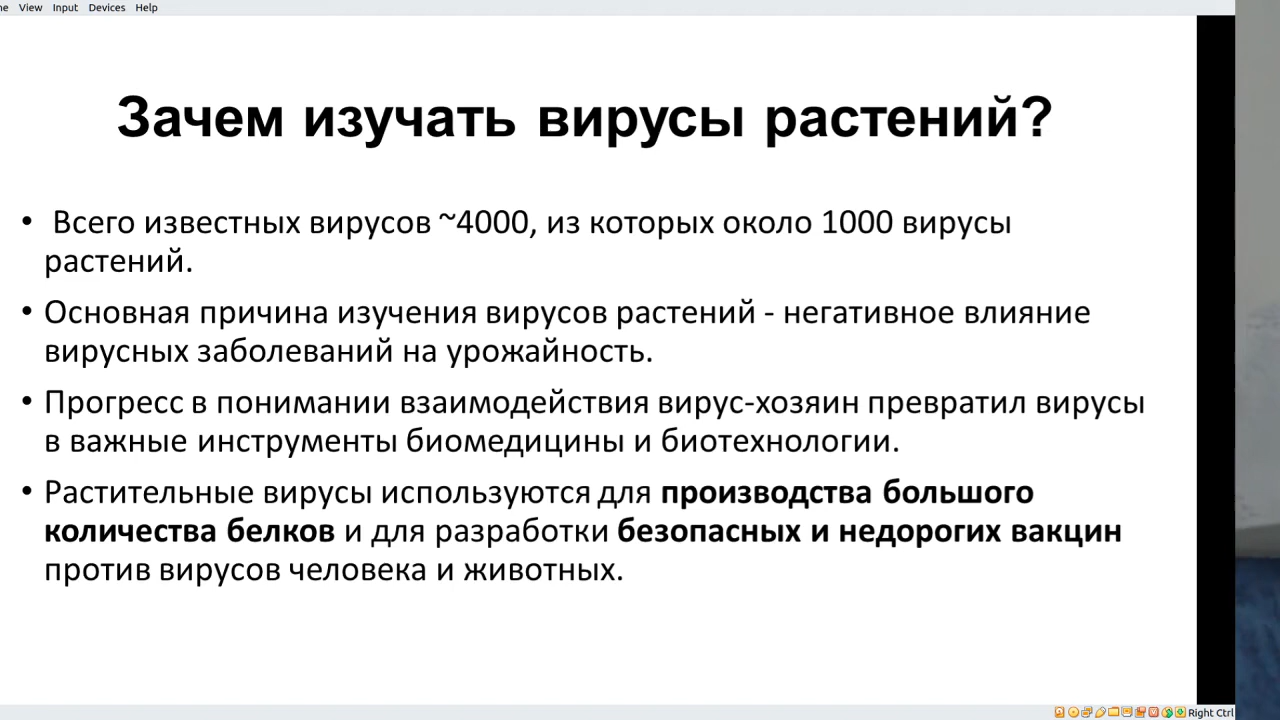 ne View Input Devices Help
Зачем изучать вирусы растений?
• Всего известных вирусов ~4000, из которых около 1000 вирусы
растений.
• Основная причина изучения вирусов растений - негативное влияние
вирусных заболеваний на урожайность.
• Прогресс в понимании взаимодействия вирус-хозяин превратил вирусы
в важные инструменты биомедицины и биотехнологии.
• Растительные вирусы используются для производства большого
количества белков и для разработки безопасных и недорогих вакцин
против вирусов человека и животных.
Right Ctrl